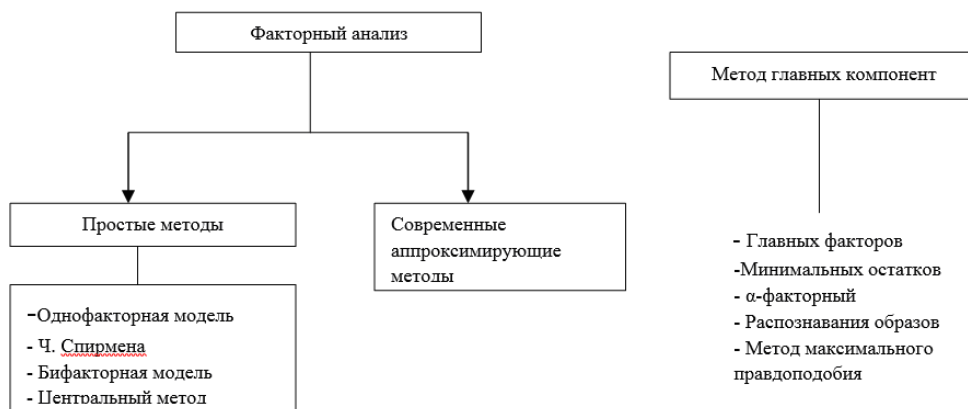 Факторный анализ
Метод главных компонент
Простые методы
Современные
аппроксимирующие
методы
-Однофакторная модель
- Ч. Спирмена
- Бифакторная модель
- Центральный метод
- Главных факторов
-Минимальных остатков
- α-факторный
- Распознавания образов
- Метод максимального
правдоподобия